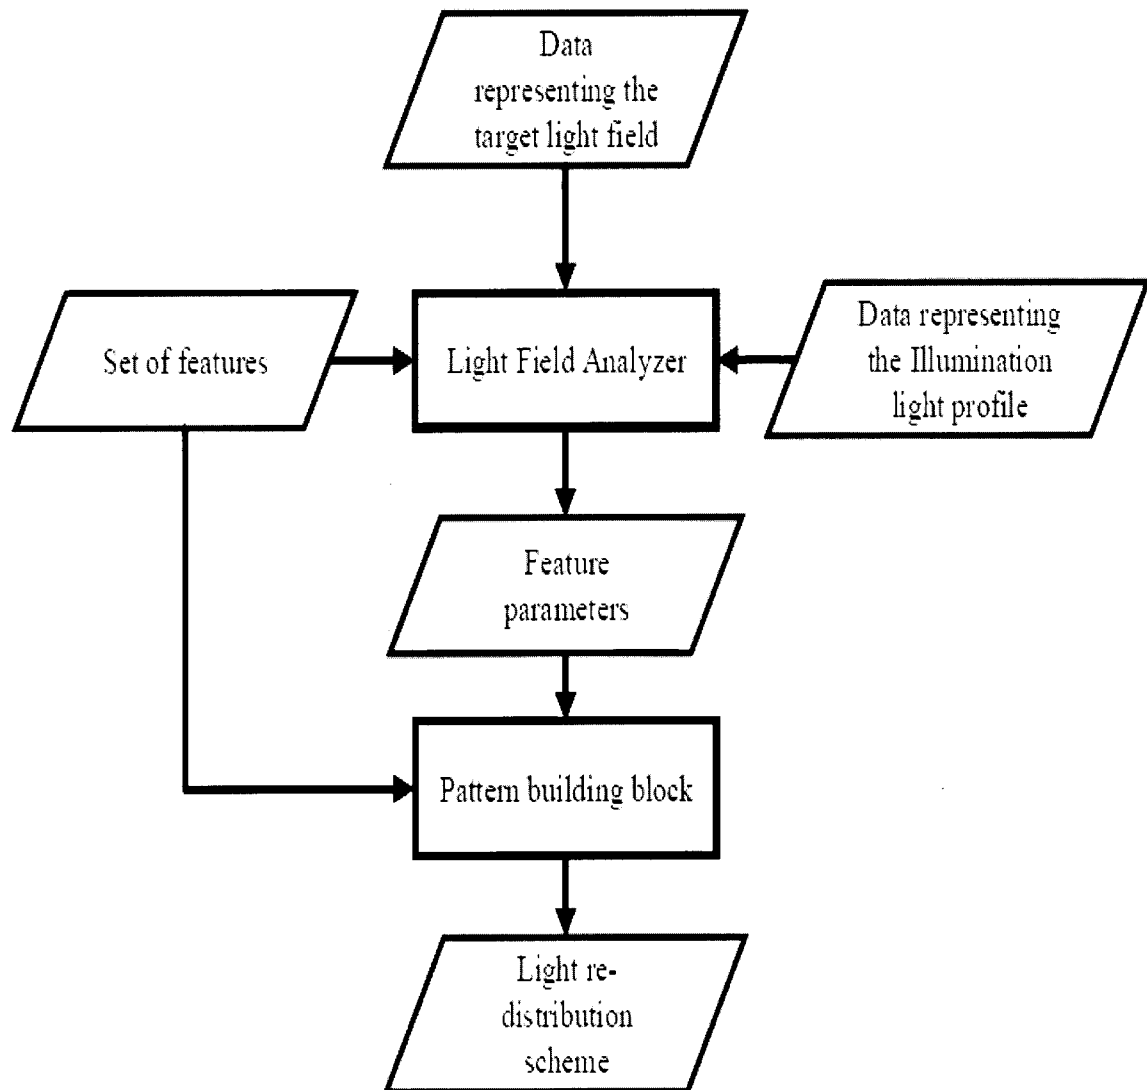 Data
representing the
target light field
Set of features
Light Field Analyzer
Data representing
the Illumination
light profile
Feature
parameters
Pattern building block
Light re-
distribution
scheme